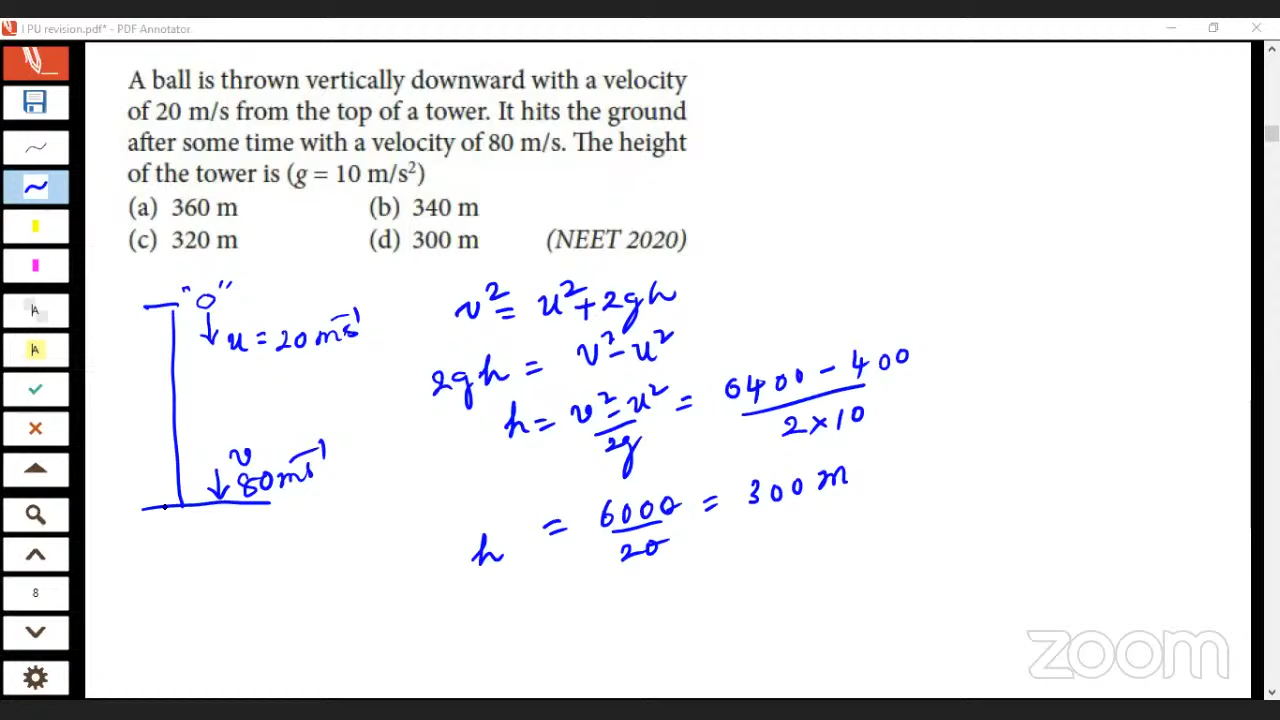 I PU revision.pdf* - PDF Annotator
A ball is thrown vertically downward with a velocity
of 20 m/s from the top of a tower. It hits the ground
after some time with a velocity of 80 m/s. The height
of the tower is (g = 10 m/s²)
(a) 360 m (b) 340 m
(c) 320 m (d) 300 m (NEET 2020)
"O"
u = 20 ms⁻¹
v
80 ms⁻¹
v² = u² + 2gh
2gh = v² - u²
h = v² - u² / 2g = 6400 - 400 / 2 × 10
h = 6000 / 20 = 300 m
A
A
8
zoom